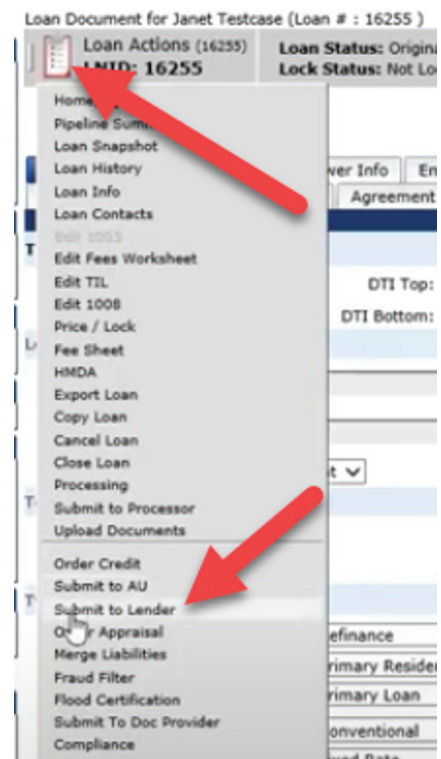 Loan Document for Janet Testcase (Loan # : 16255 )
Loan Actions (16255)
Loan Status: Origina
LNID: 16255
Lock Status: Not Lo
Home
Pipeline Summ
Loan Snapshot
Loan History
wer Info
En
Loan Info
Agreement
Loan Contacts
Edit 1003
Edit Fees Worksheet
Edit TIL
DTI Top:
Edit 1008
DTI Bottom:
Price / Lock
Fee Sheet
HMDA
Export Loan
Copy Loan
Cancel Loan
Close Loan
t
Processing
Submit to Processor
Upload Documents
Order Credit
Submit to AU
Submit to Lender
Order Appraisal
efinance
Merge Liabilities
rimary Residen
Fraud Filter
Flood Certification
rimary Loan
Submit To Doc Provider
onventional
Compliance